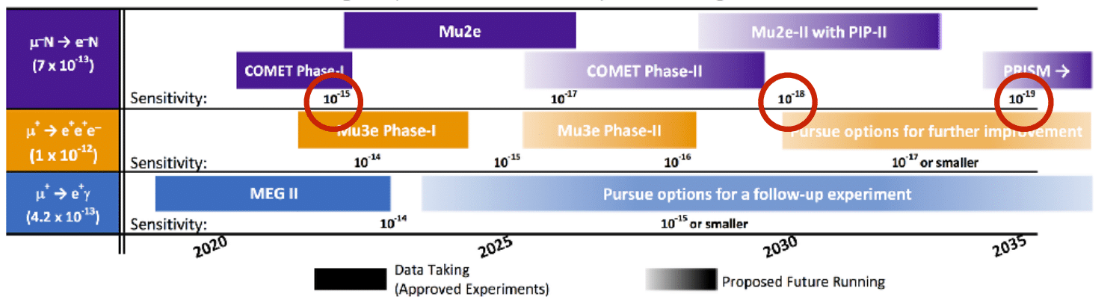 μ⁻N → e⁻N
(7 x 10⁻¹³)
Mu2e
Mu2e-II with PIP-II
COMET Phase-I
COMET Phase-II
PRISM →
Sensitivity:
10⁻¹⁵
10⁻¹⁷
10⁻¹⁸
10⁻¹⁹
μ⁺ → e⁺e⁺e⁻
(1 x 10⁻¹²)
Mu3e Phase-I
Mu3e Phase-II
Pursue options for further improvement
Sensitivity:
10⁻¹⁴
10⁻¹⁵
10⁻¹⁶
10⁻¹⁷ or smaller
μ⁺ → e⁺γ
(4.2 x 10⁻¹³)
MEG II
Pursue options for a follow-up experiment
Sensitivity:
10⁻¹⁴
10⁻¹⁵ or smaller
2020
2025
2030
2035
Data Taking
(Approved Experiments)
Proposed Future Running